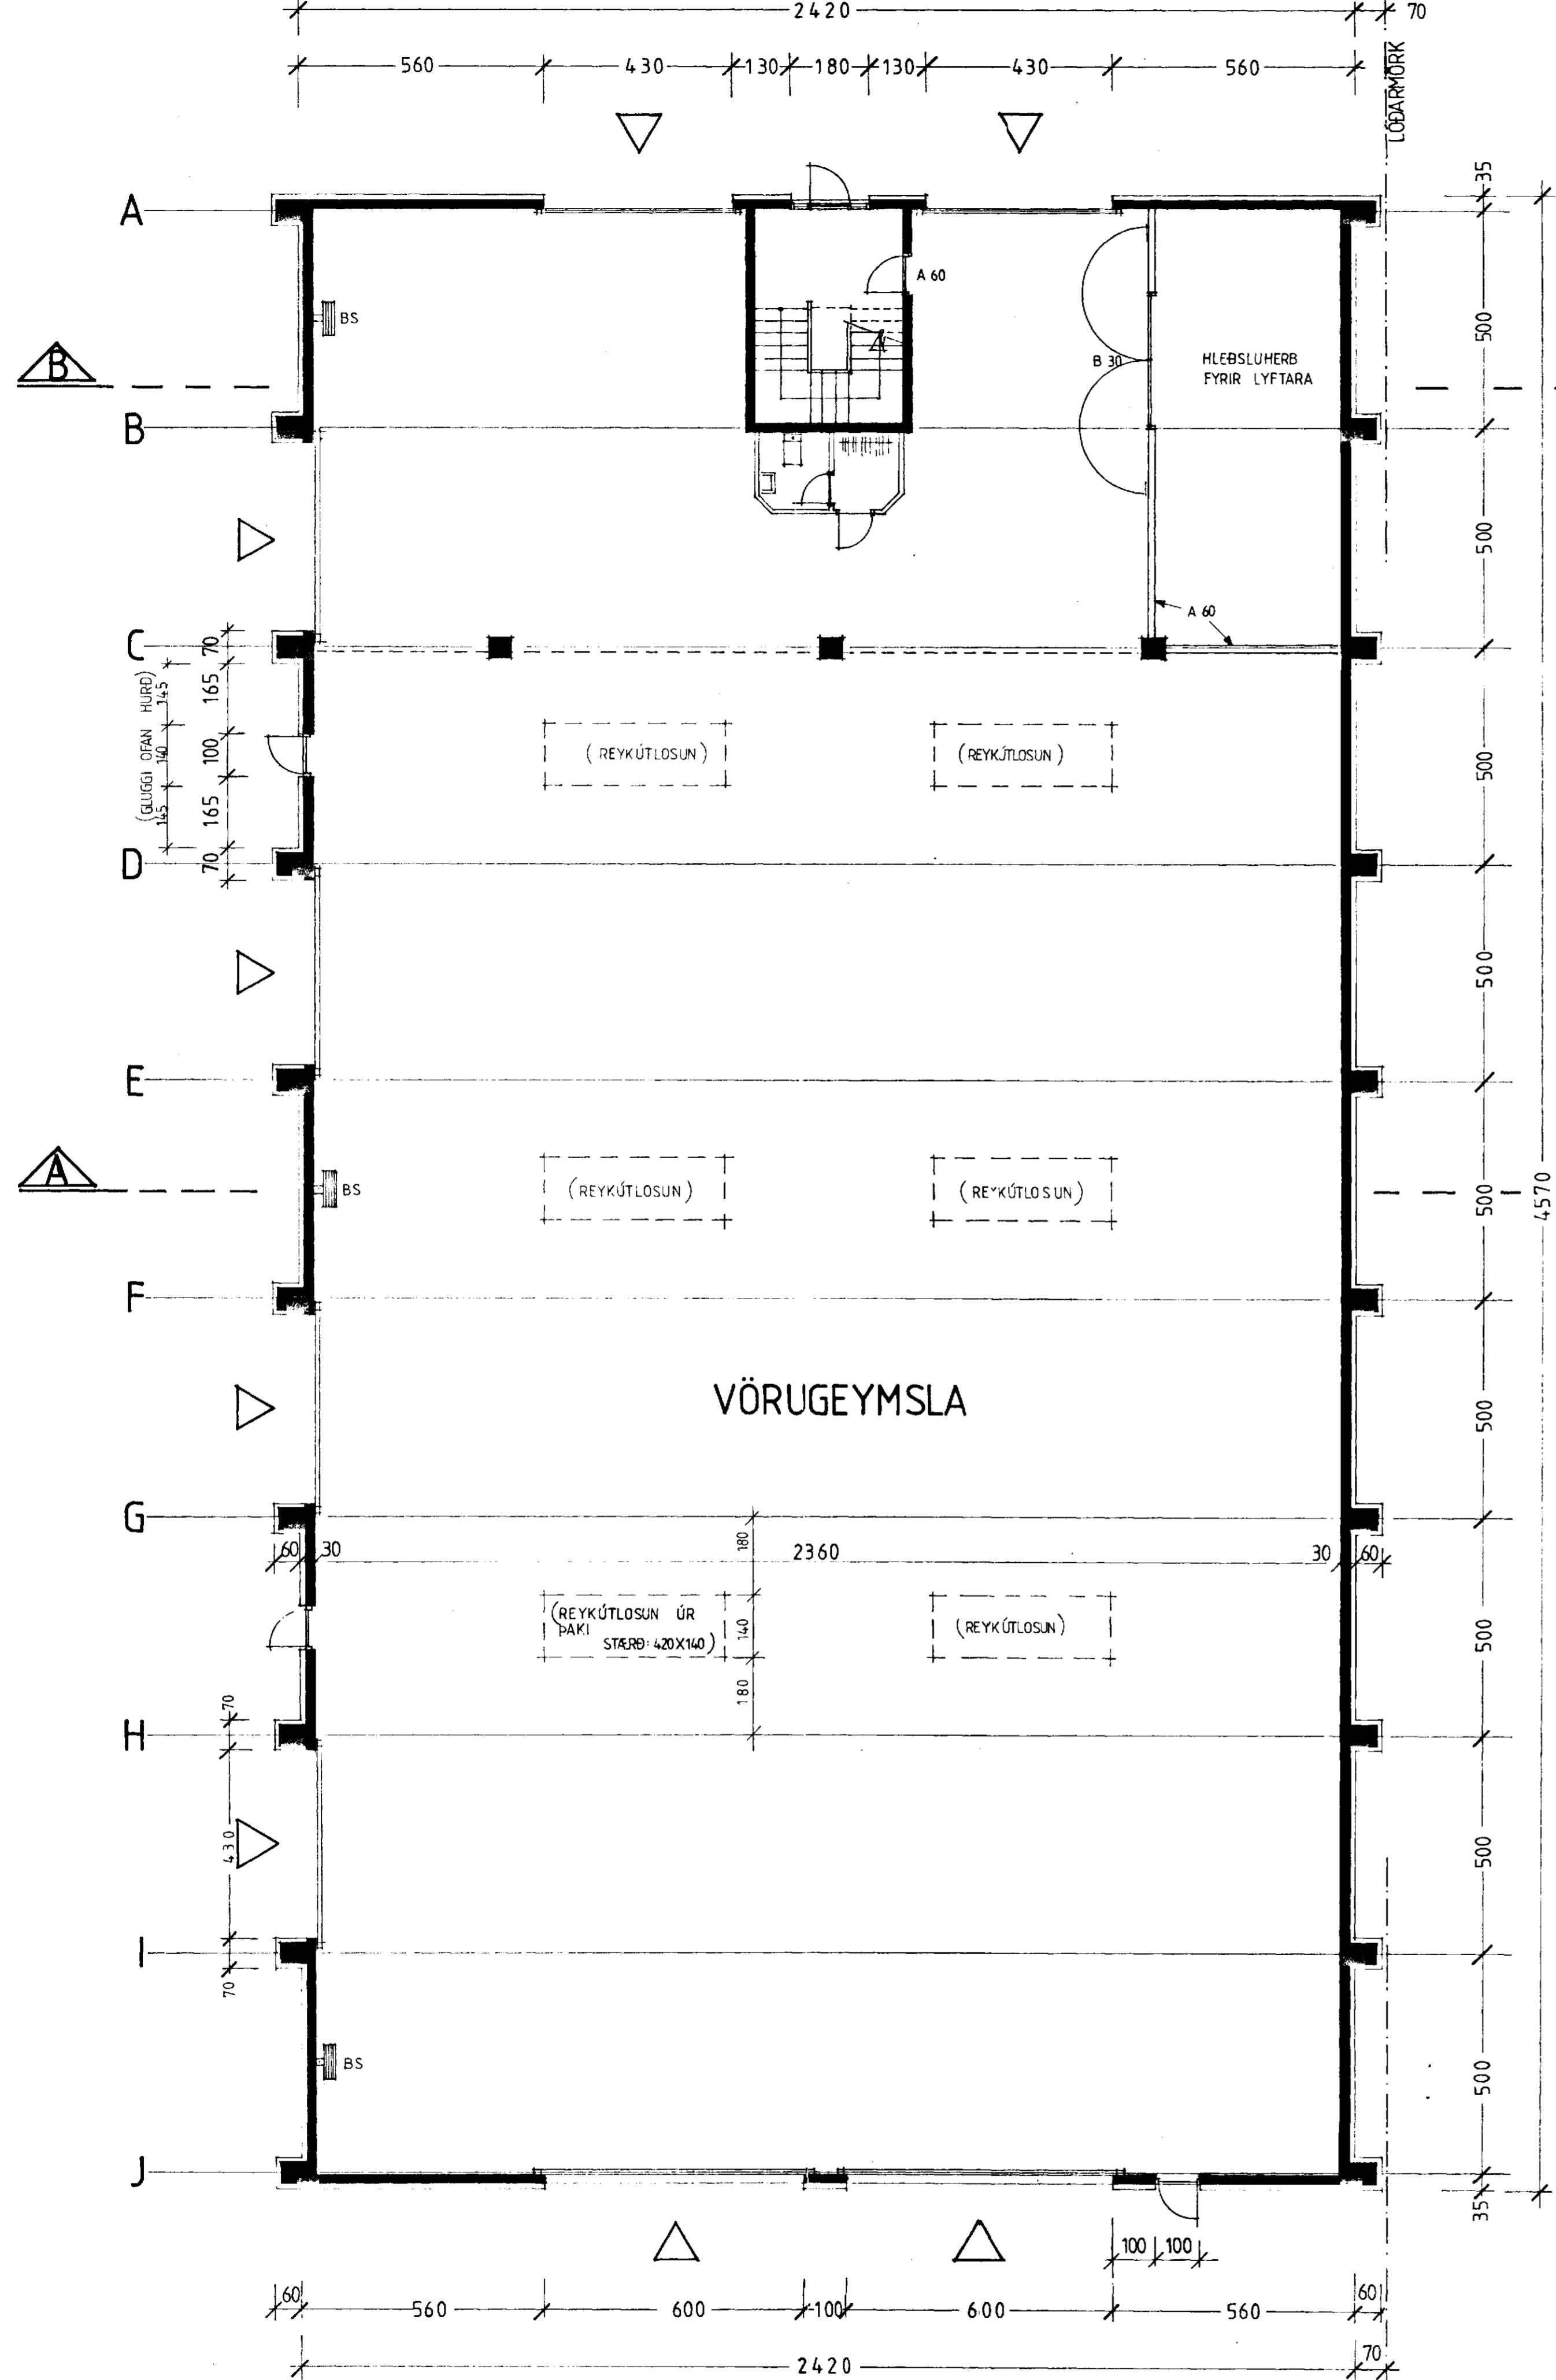 2420
70
560
430
130
180
130
430
560
LÓÐARMÖRK
35
A
A 60
BS
500
B
B 30
HLEÐSLUHERB
FYRIR LYFTARA
B
500
A 60
C
70
165
100
165
70
(GLUGGI OFAN HURÐ)
145
140
145
(REYKÚTLOSUN)
(REYKÚTLOSUN)
500
D
500
E
A
BS
(REYKÚTLOSUN)
(REYKÚTLOSUN)
500
4570
F
VÖRUGEYMSLA
500
G
60
30
2360
30
60
180
140
180
(REYKÚTLOSUN ÚR
ÞAKI
STÆRÐ: 420X140)
(REYKÚTLOSUN)
500
70
H
430
500
I
70
BS
500
J
35
100
100
60
560
600
100
600
560
60
2420
70